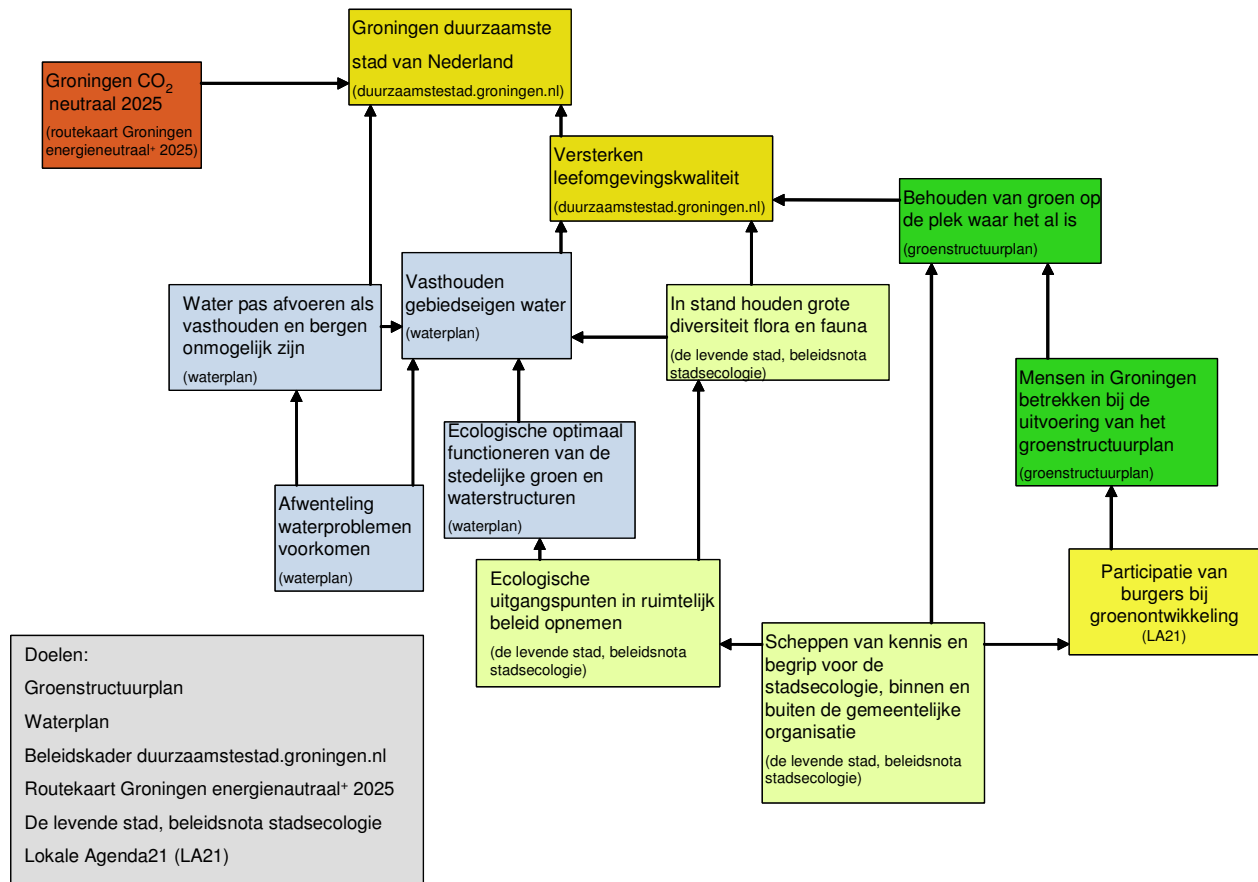 Groningen duurzaamste
stad van Nederland
(duurzaamstestad.groningen.nl)
Groningen CO₂
neutraal 2025
(routekaart Groningen
energieneutraal⁺ 2025)
Versterken
leefomgevingskwaliteit
(duurzaamstestad.groningen.nl)
Behouden van groen op
de plek waar het al is
(groenstructuurplan)
Vasthouden
gebiedseigen water
(waterplan)
Water pas afvoeren als
vasthouden en bergen
onmogelijk zijn
(waterplan)
In stand houden grote
diversiteit flora en fauna
(de levende stad, beleidsnota
stadsecologie)
Mensen in Groningen
betrekken bij de
uitvoering van het
groenstructuurplan
(groenstructuurplan)
Ecologische optimaal
functioneren van de
stedelijke groen en
waterstructuren
(waterplan)
Afwenteling
waterproblemen
voorkomen
(waterplan)
Ecologische
uitgangspunten in ruimtelijk
beleid opnemen
(de levende stad, beleidsnota
stadsecologie)
Participatie van
burgers bij
groenontwikkeling
(LA21)
Scheppen van kennis en
begrip voor de
stadsecologie, binnen en
buiten de gemeentelijke
organisatie
(de levende stad, beleidsnota
stadsecologie)
Doelen:
Groenstructuurplan
Waterplan
Beleidskader duurzaamstestad.groningen.nl
Routekaart Groningen energienautraal⁺ 2025
De levende stad, beleidsnota stadsecologie
Lokale Agenda21 (LA21)